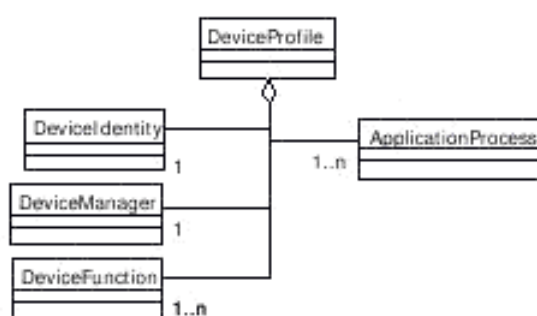 DeviceProfile
DeviceIdentity
1
ApplicationProcess
1..n
DeviceManager
1
DeviceFunction
1..n